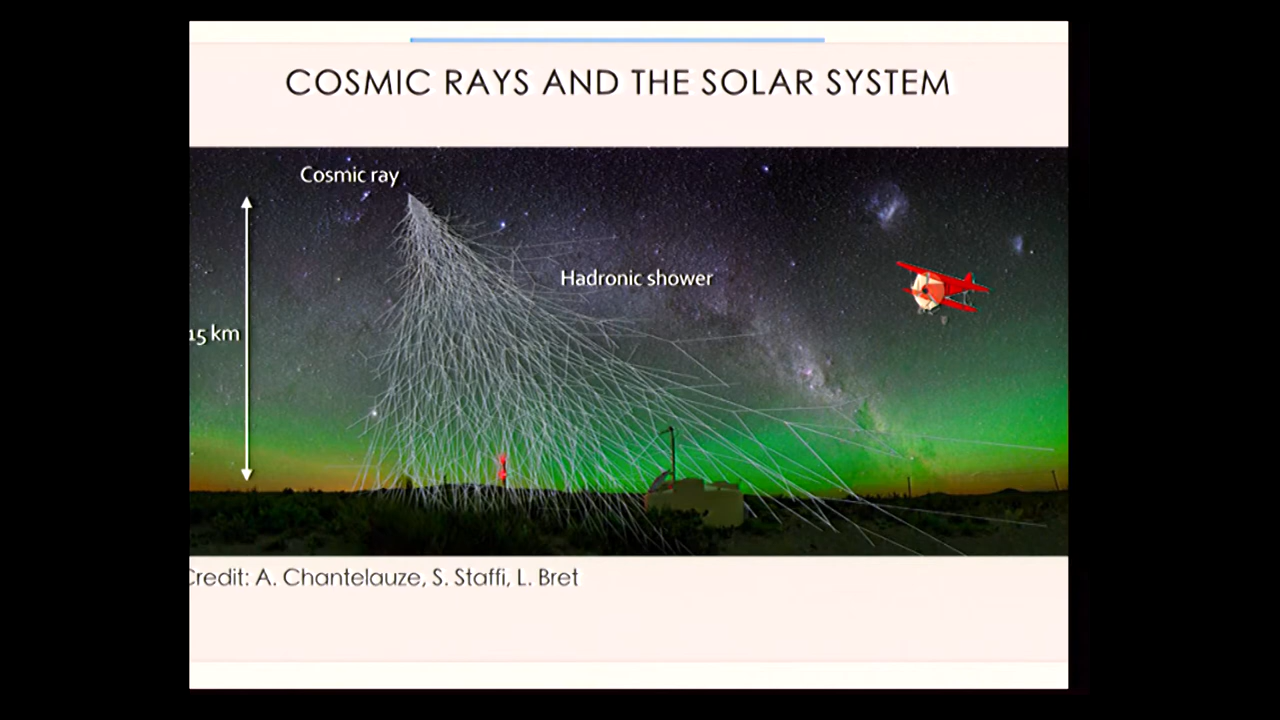 COSMIC RAYS AND THE SOLAR SYSTEM
Cosmic ray
Hadronic shower
15 km
Credit: A. Chantelauze, S. Staffi, L. Bret